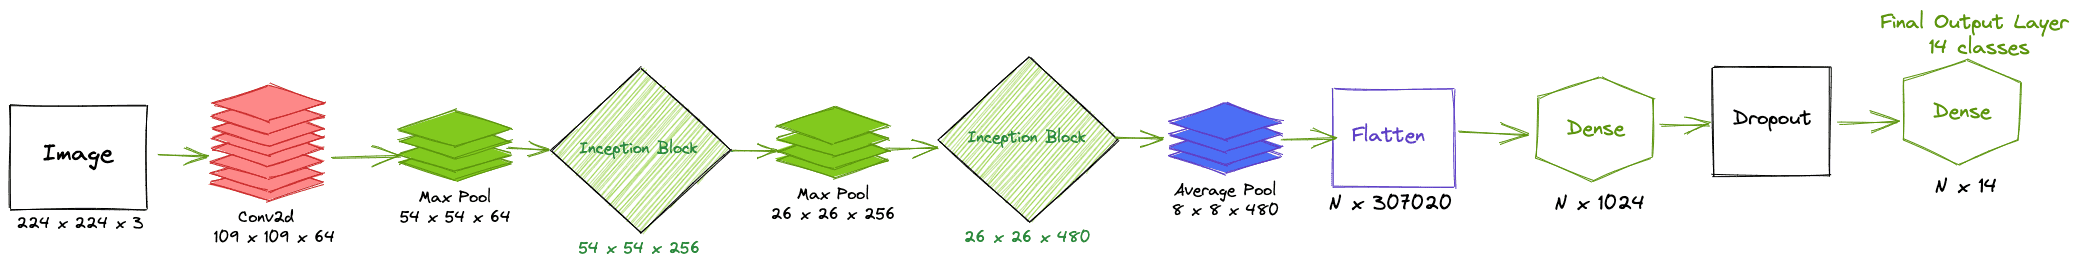 Image
224 x 224 x 3
Conv2d
109 x 109 x 64
Max Pool
54 x 54 x 64
Inception Block
54 x 54 x 256
Max Pool
26 x 26 x 256
Inception Block
26 x 26 x 480
Average Pool
8 x 8 x 480
Flatten
N x 307020
Dense
N x 1024
Dropout
Final Output Layer
14 classes
Dense
N x 14